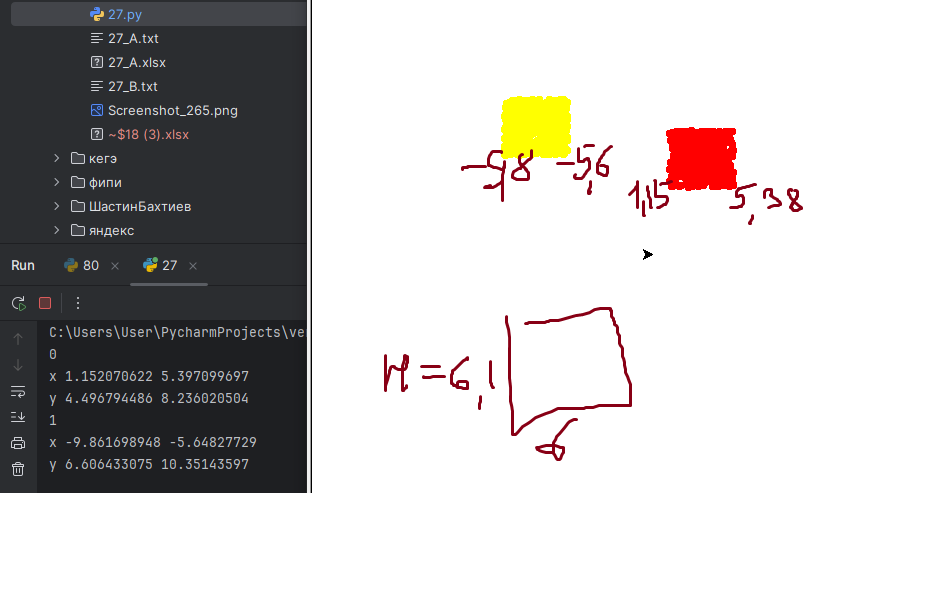 27.py
27_A.txt
27_A.xlsx
27_B.txt
Screenshot_265.png
~$18 (3).xlsx
кегэ
фипи
ШастинБахтиев
яндекс
Run 80 27
C:\Users\User\PycharmProjects\ve
0
x 1.152070622 5.397099697
y 4.496794486 8.236020504
1
x -9.861698948 -5.64827729
y 6.606433075 10.35143597
-9,8 -5,6
1,15 5,38
H=6,1
6